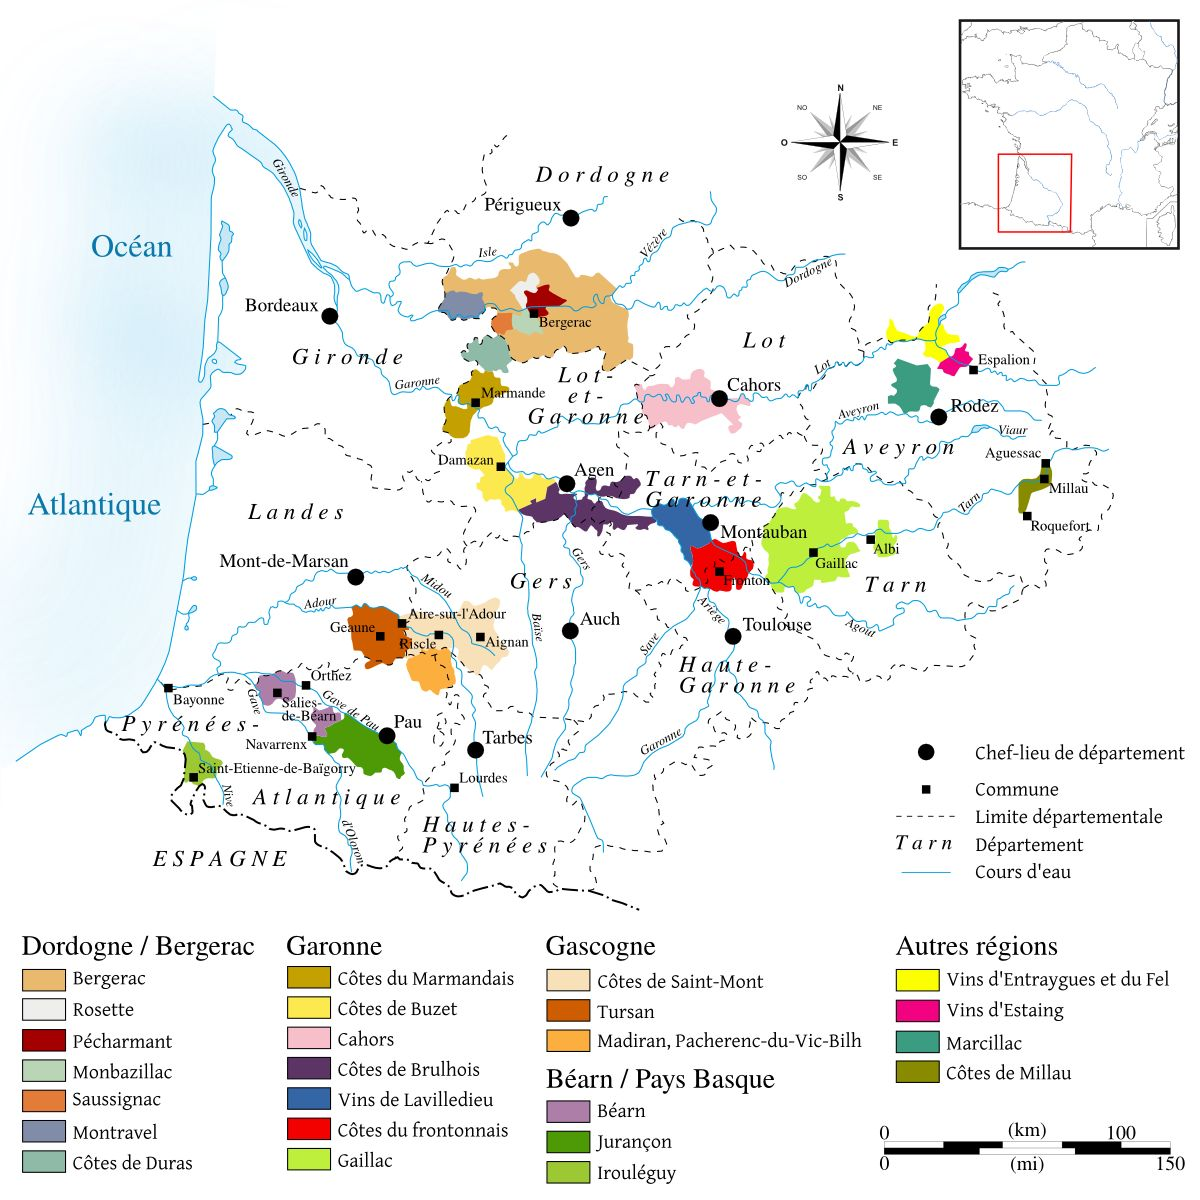 N
NO
NE
O
E
SO
SE
S
Dordogne
Périgueux
Gironde
Océan
Isle
Vézère
Dordogne
Bordeaux
Bergerac
Gironde
Lot
Espalion
Lot-
et-
Garonne
Garonne
Marmande
Cahors
Lot
Rodez
Aveyron
Viaur
Aveyron
Aguessac
Damazan
Agen
Tarn-et-
Garonne
Millau
Tarn
Roquefort
Atlantique
Landes
Montauban
Albi
Gaillac
Mont-de-Marsan
Gers
Gers
Fronton
Tarn
Midou
Adour
Aire-sur-l'Adour
Geaune
Riscle
Aignan
Baïse
Auch
Save
Ariège
Toulouse
Agout
Haute-
Garonne
Orthez
Bayonne
Gave
Salies-
de-Béarn
Gave de Pau
Pyrénées-
Navarrenx
Pau
Tarbes
Garonne
Saint-Etienne-de-Baïgorry
Lourdes
Nive
Atlantique
d'Oloron
Hautes-
Pyrénées
ESPAGNE
Chef-lieu de département
Commune
Limite départementale
Tarn
Département
Cours d'eau
Dordogne / Bergerac
Bergerac
Rosette
Pécharmant
Monbazillac
Saussignac
Montravel
Côtes de Duras
Garonne
Côtes du Marmandais
Côtes de Buzet
Cahors
Côtes de Brulhois
Vins de Lavilledieu
Côtes du frontonnais
Gaillac
Gascogne
Côtes de Saint-Mont
Tursan
Madiran, Pacherenc-du-Vic-Bilh
Béarn / Pays Basque
Béarn
Jurançon
Irouléguy
Autres régions
Vins d'Entraygues et du Fel
Vins d'Estaing
Marcillac
Côtes de Millau
0 (km) 100
0 (mi) 150